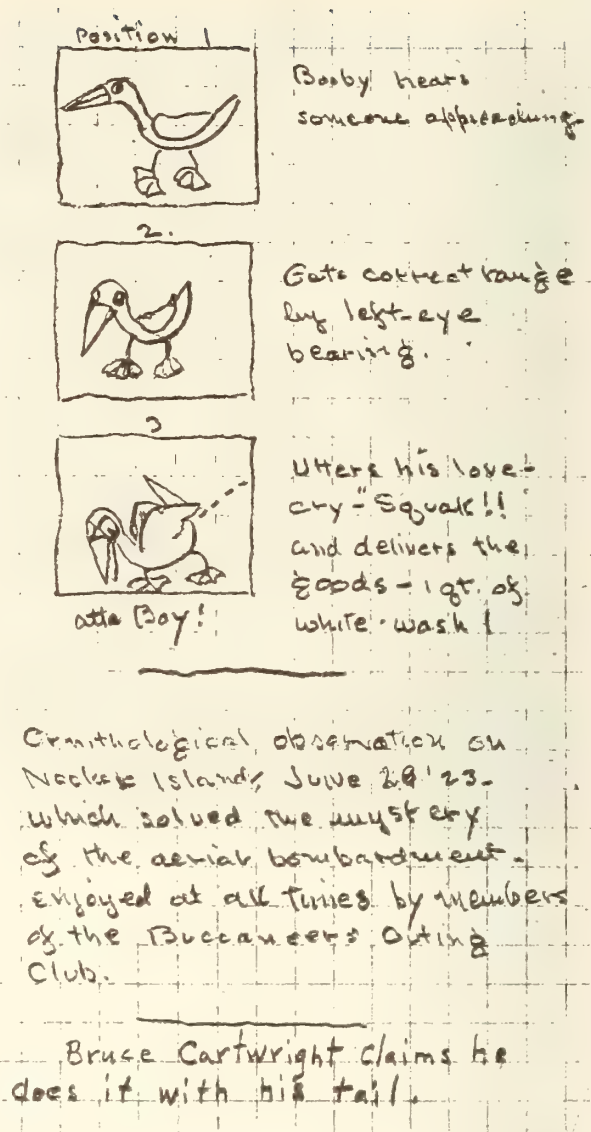 Position 1
Booby hears
someone approaching.
2.
Gets correct range
by left-eye
bearing.
3
Utters his love-
cry - "Squak!!
and delivers the
goods - 1 qt. of
white-wash!
atta Boy!
Ornithological observation on
Necker Island, June 28 '23-
which solved the mystery
of the aerial bombardment-
enjoyed at all times by members
of the Buccaneers Outing
Club.
Bruce Cartwright claims he
does it with his tail.